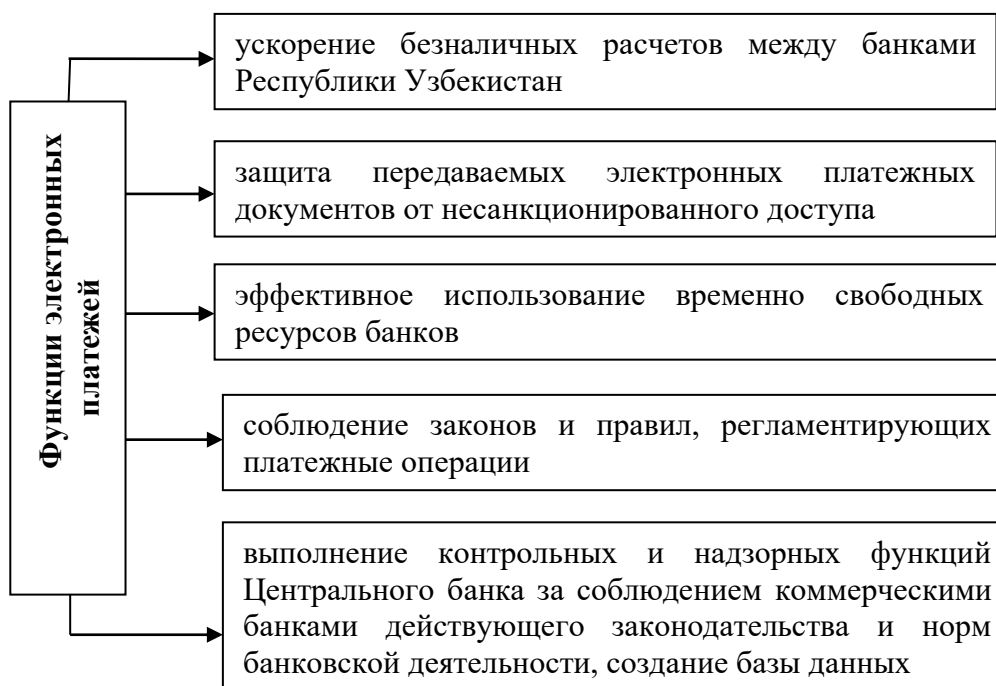 Функции электронных
платежей
ускорение безналичных расчетов между банками
Республики Узбекистан
защита передаваемых электронных платежных
документов от несанкционированного доступа
эффективное использование временно свободных
ресурсов банков
соблюдение законов и правил, регламентирующих
платежные операции
выполнение контрольных и надзорных функций
Центрального банка за соблюдением коммерческими
банками действующего законодательства и норм
банковской деятельности, создание базы данных